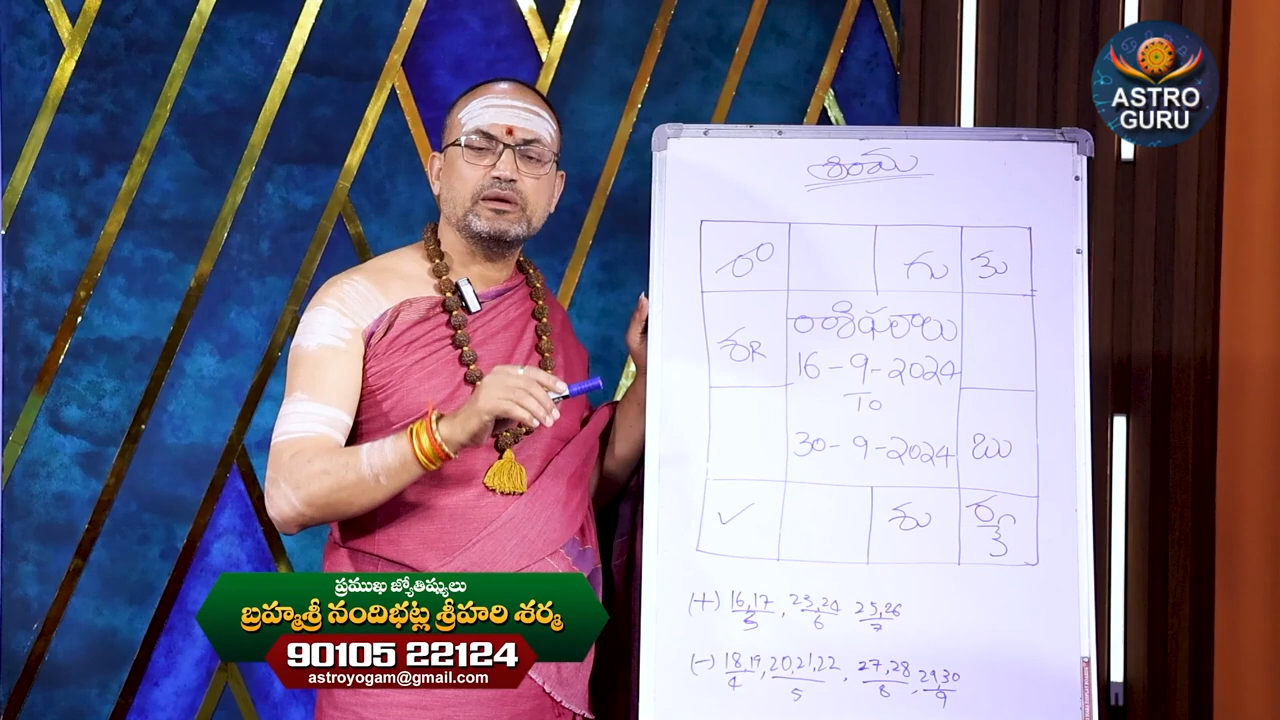 ASTRO
GURU
రా గు కు
శR
రాశిఫలాలు
16-9-2024
To
30-9-2024
బు
✓ శు ర కే
(+) 16,17 23,24 25,26
6 7
(-) 18,19, 20,21,22, 27,28, 29,30
4 5 8 9
ప్రముఖ జ్యోతిష్యులు
బ్రహ్మశ్రీ నందిభట్ల శ్రీహరి శర్మ
90105 22124
astroyogam@gmail.com